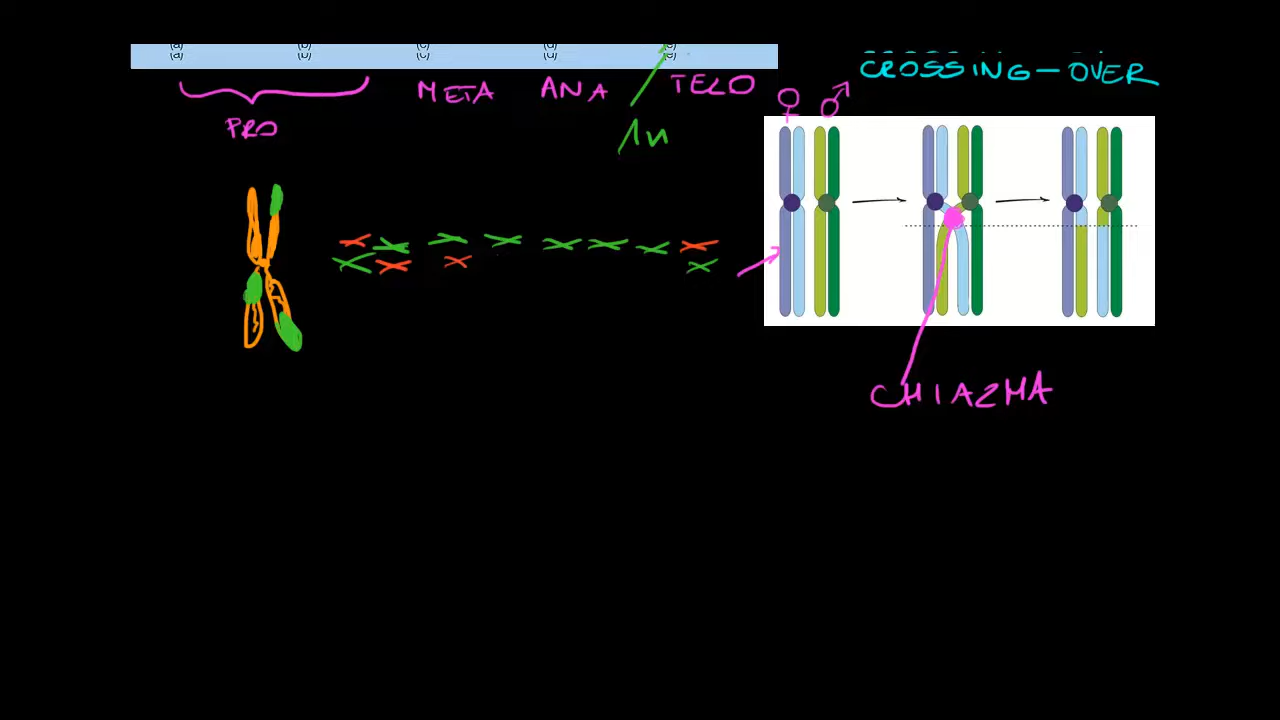 (a) (b) (c) (d) (e)
CROSSING-OVER
PRO META ANA TELO
1n
♀ ♂
CHIAZMA